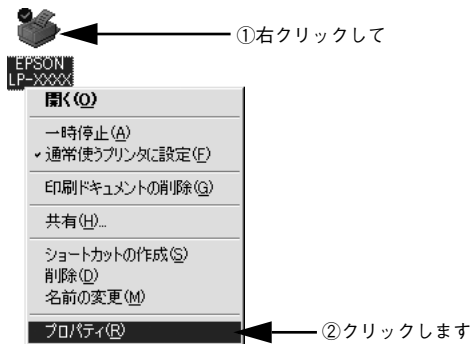 ①右クリックして
EPSON
LP-XXXX
開く(O)
一時停止(A)
通常使うプリンタに設定(F)
印刷ドキュメントの削除(G)
共有(H)...
ショートカットの作成(S)
削除(D)
名前の変更(M)
プロパティ(R)
②クリックします